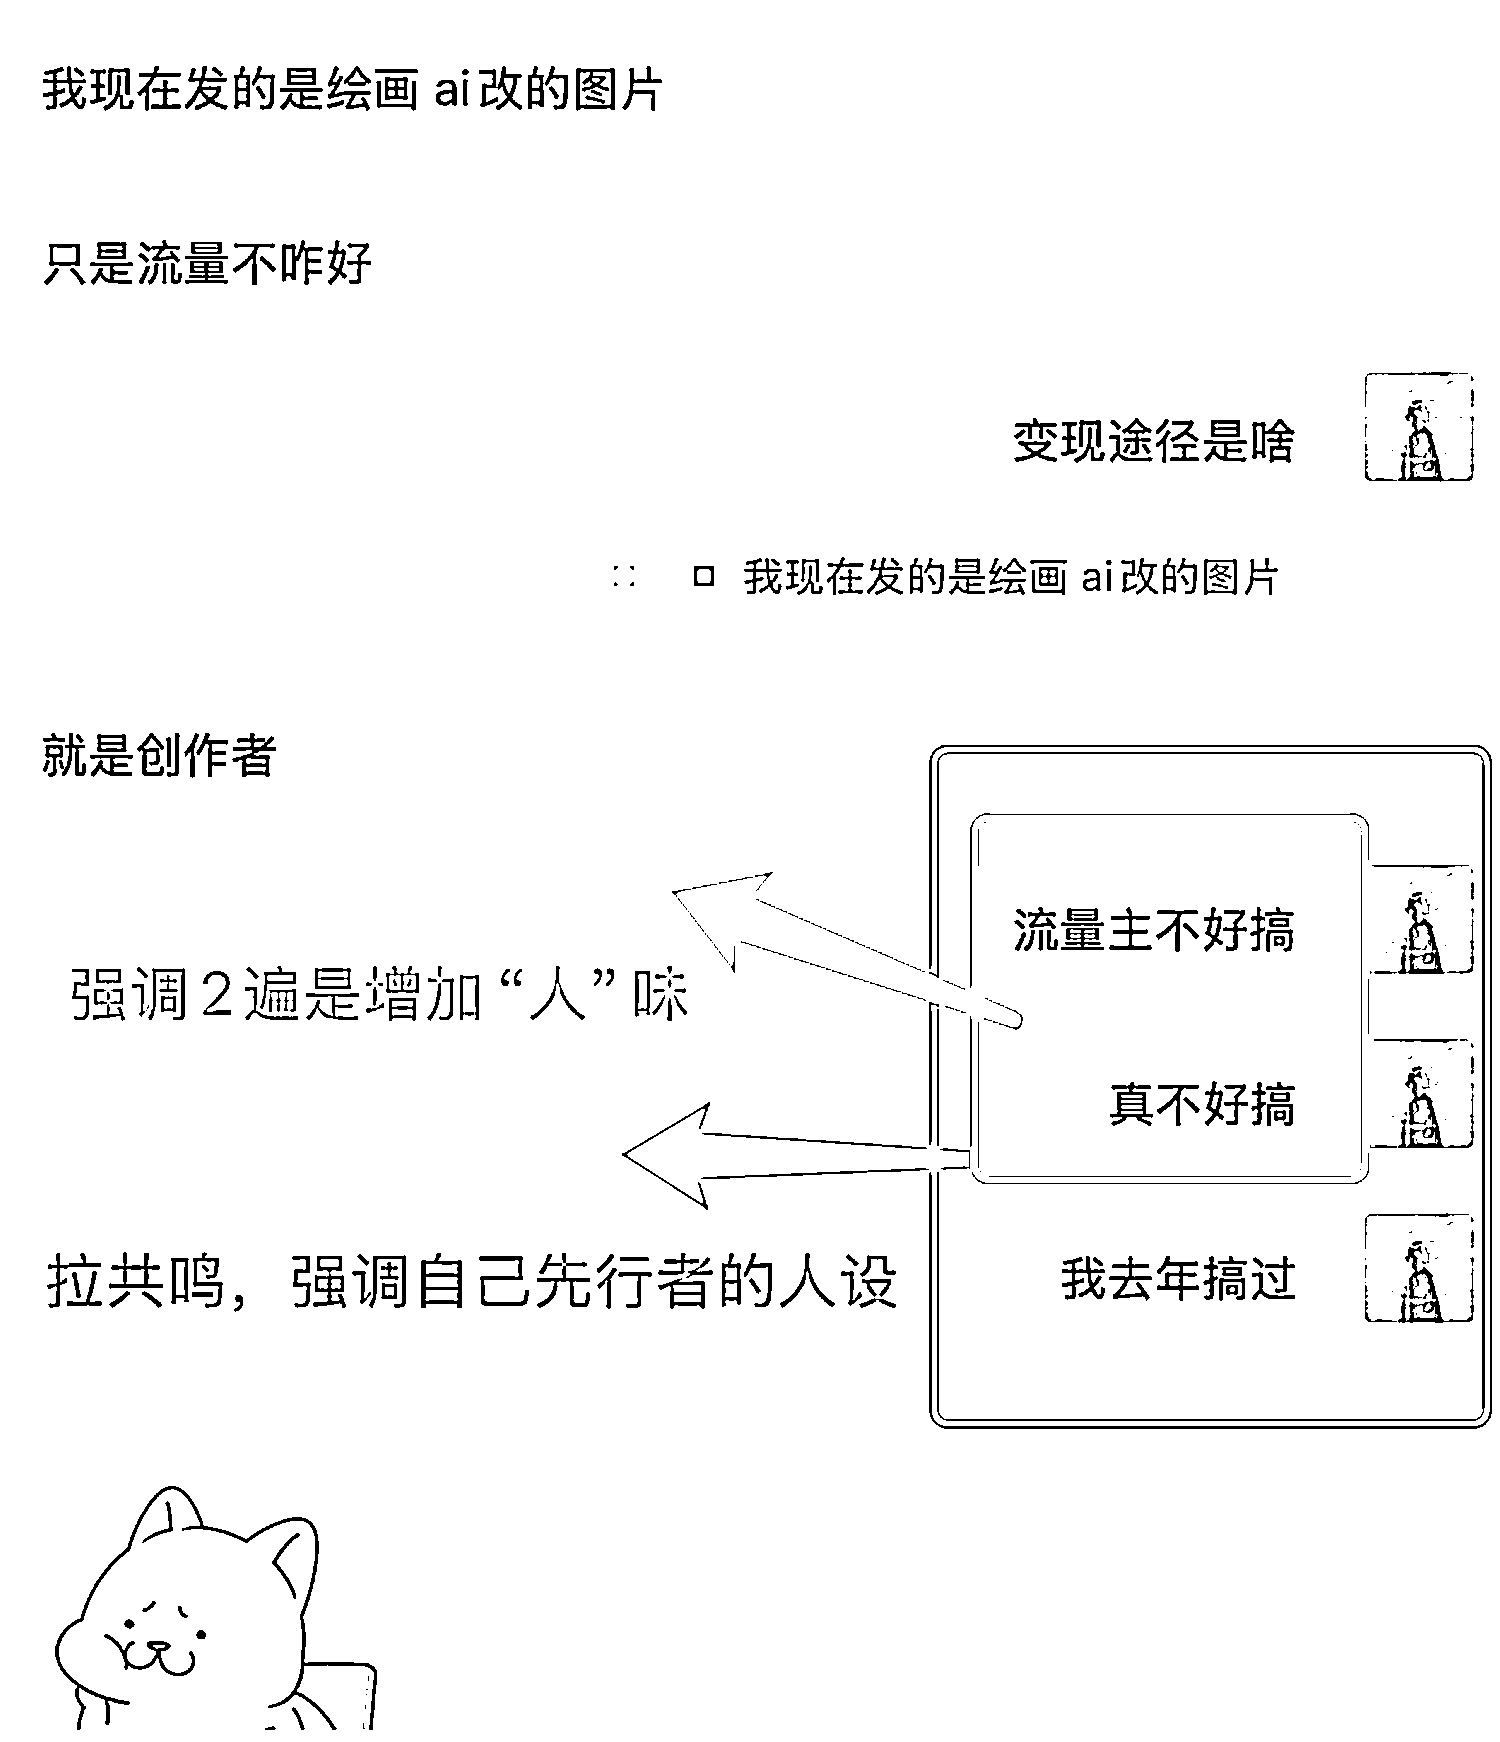 我现在发的是绘画 ai改的图片
只是流量不咋好
变现途径是啥
我现在发的是绘画 ai改的图片
就是创作者
流量主不好搞
强调2遍是增加“人”味
真不好搞
拉共鸣，强调自己先行者的人设
我去年搞过